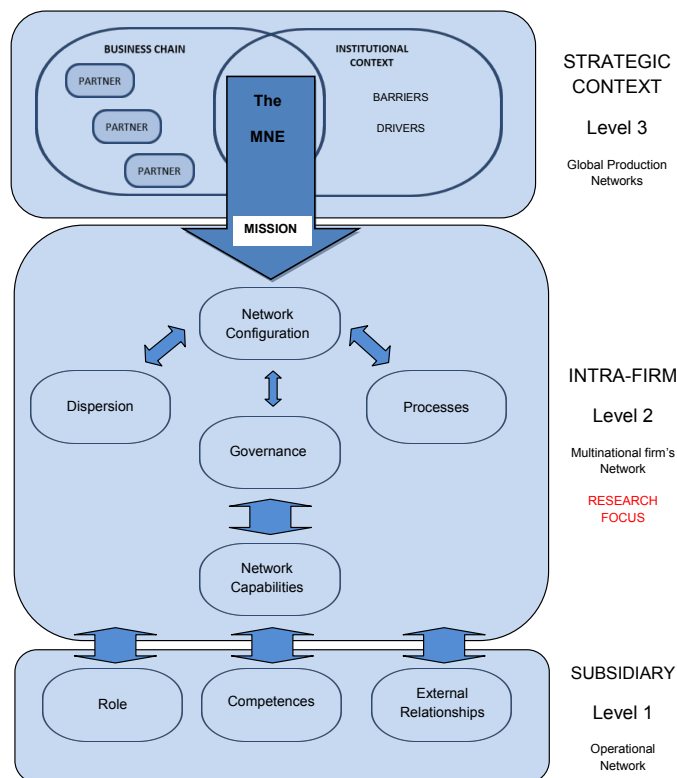 BUSINESS CHAIN
PARTNER
PARTNER
PARTNER
The
MNE
INSTITUTIONAL
CONTEXT
BARRIERS
DRIVERS
MISSION
STRATEGIC
CONTEXT
Level 3
Global Production
Networks
Network
Configuration
Dispersion
Processes
Governance
Network
Capabilities
INTRA-FIRM
Level 2
Multinational firm’s
Network
RESEARCH
FOCUS
Role
Competences
External
Relationships
SUBSIDIARY
Level 1
Operational
Network